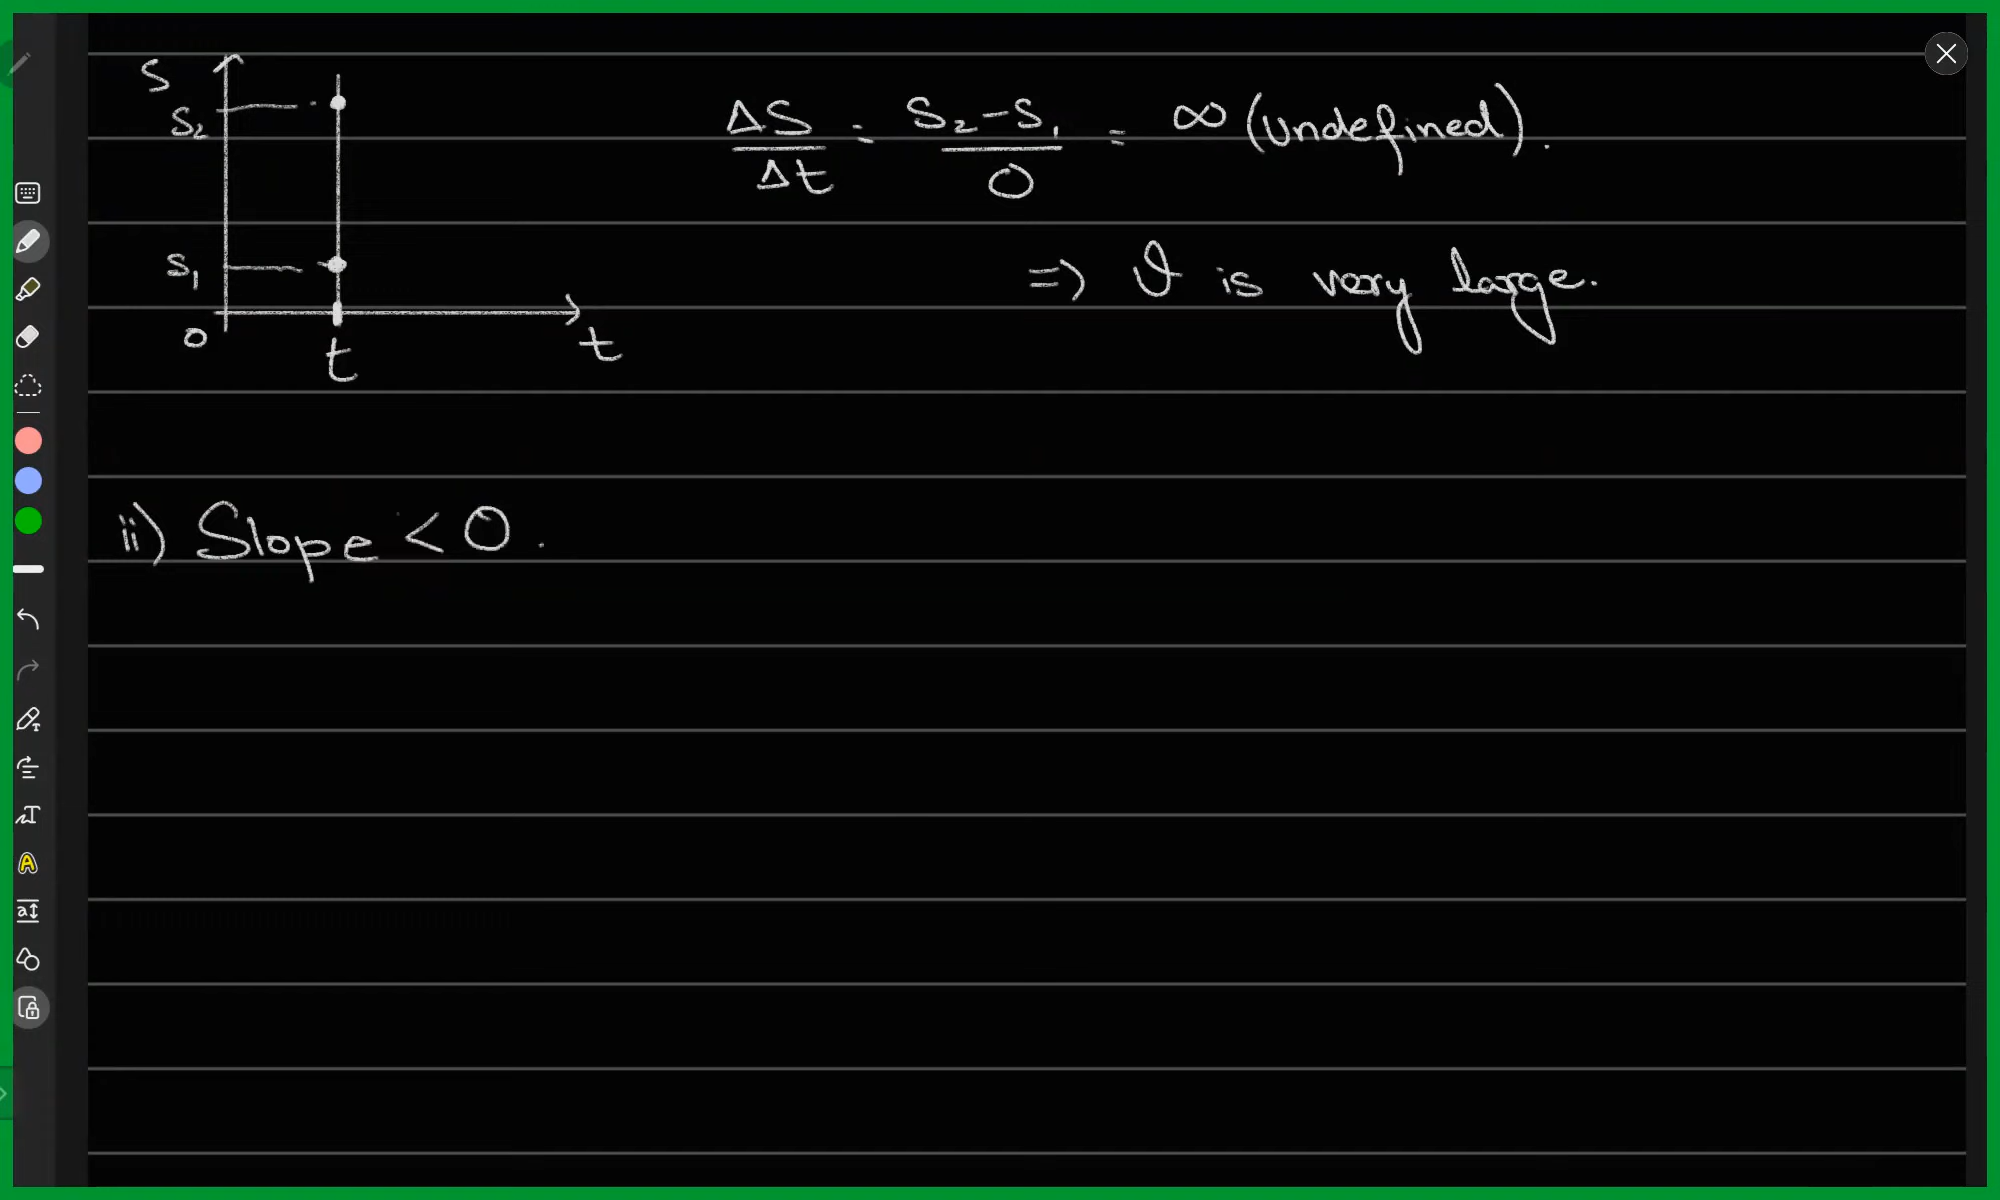 S
S₂
S₁
0
t
t
ΔS/Δt = S₂-S₁/0 = ∞ (undefined).
=> v is very large.
ii) Slope < 0.